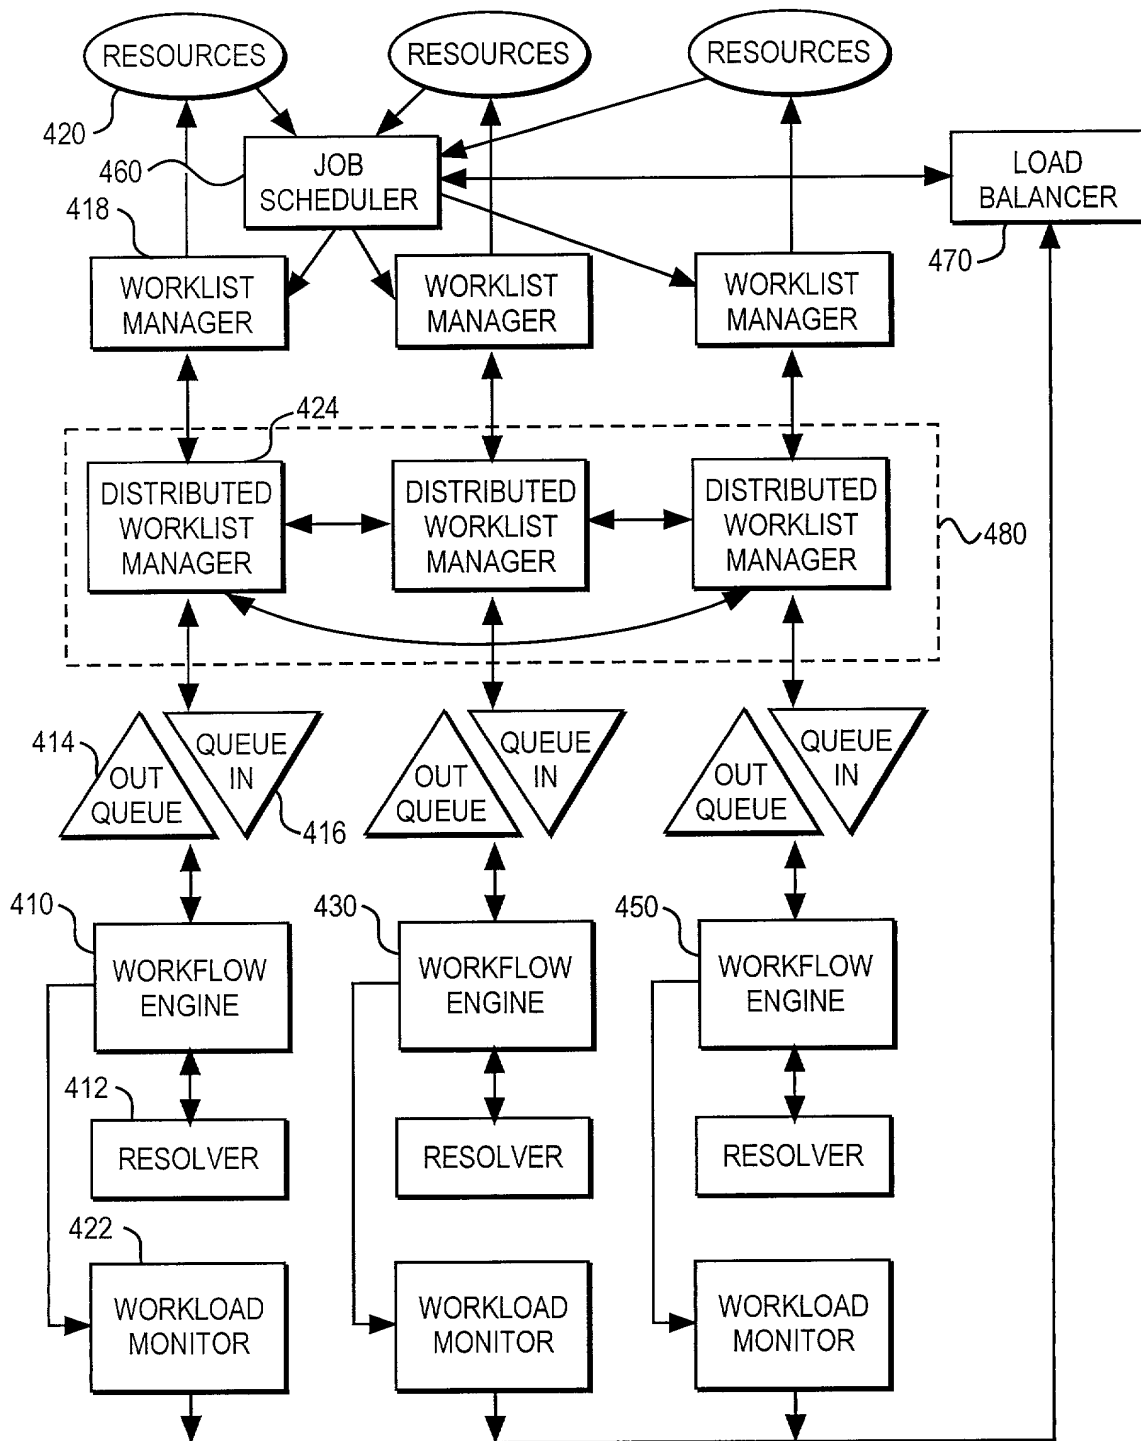 RESOURCES
RESOURCES
RESOURCES
420
460
JOB
SCHEDULER
LOAD
BALANCER
470
418
WORKLIST
MANAGER
WORKLIST
MANAGER
WORKLIST
MANAGER
424
DISTRIBUTED
WORKLIST
MANAGER
DISTRIBUTED
WORKLIST
MANAGER
DISTRIBUTED
WORKLIST
MANAGER
480
414
OUT
QUEUE
QUEUE
IN
416
OUT
QUEUE
QUEUE
IN
OUT
QUEUE
QUEUE
IN
410
WORKFLOW
ENGINE
430
WORKFLOW
ENGINE
450
WORKFLOW
ENGINE
412
RESOLVER
RESOLVER
RESOLVER
422
WORKLOAD
MONITOR
WORKLOAD
MONITOR
WORKLOAD
MONITOR